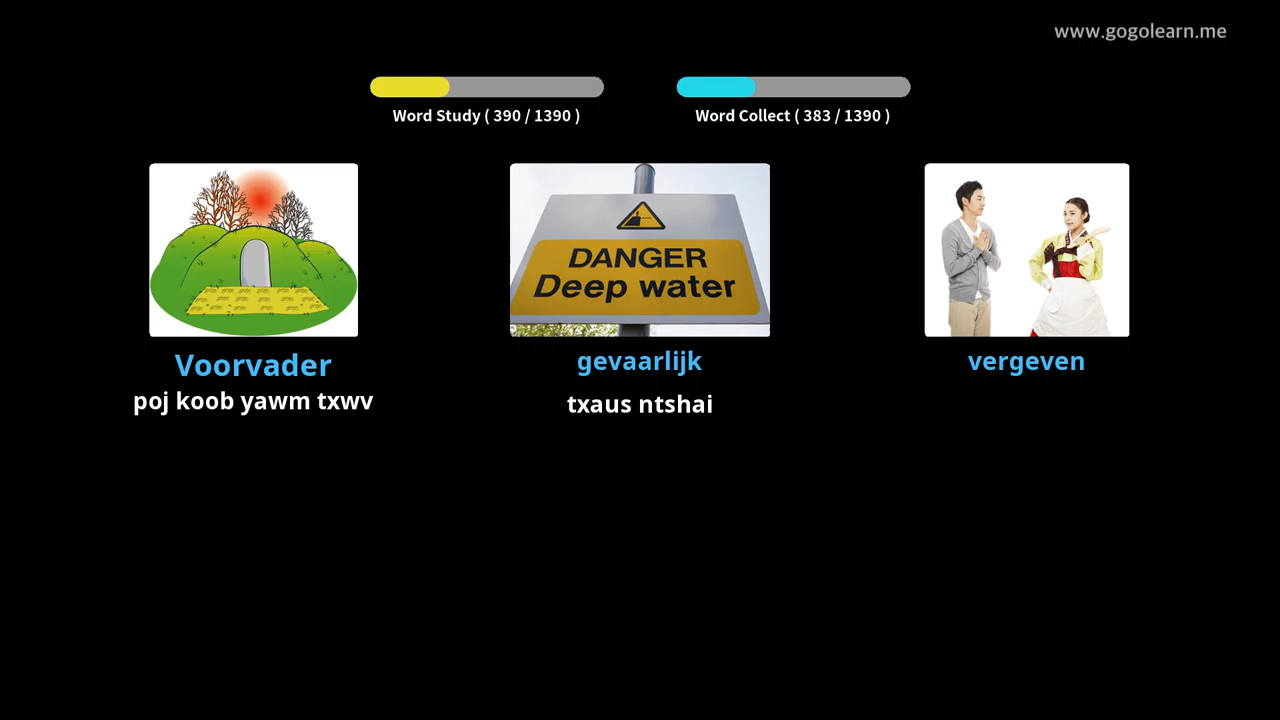 www.gogolearn.me
Word Study ( 390 / 1390 )
Word Collect ( 383 / 1390 )
DANGER
Deep water
Voorvader
poj koob yawm txwv
gevaarlijk
txaus ntshai
vergeven